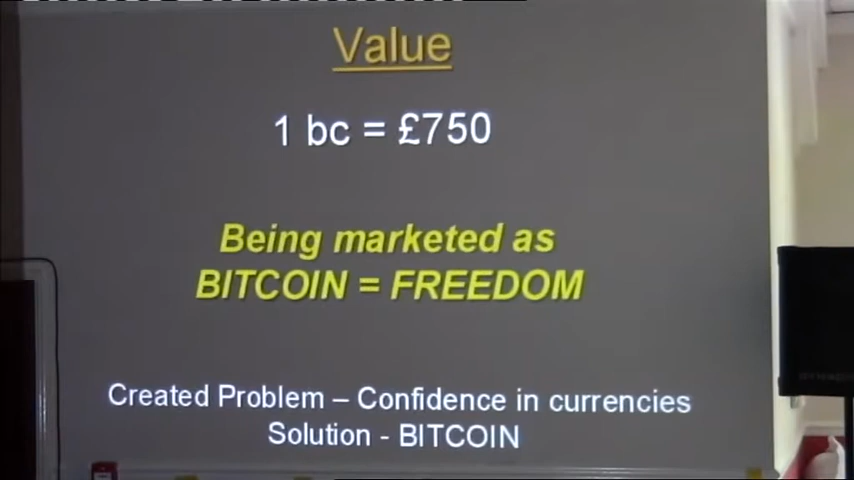 Value
1 bc = £750
Being marketed as
BITCOIN = FREEDOM
Created Problem – Confidence in currencies
Solution - BITCOIN